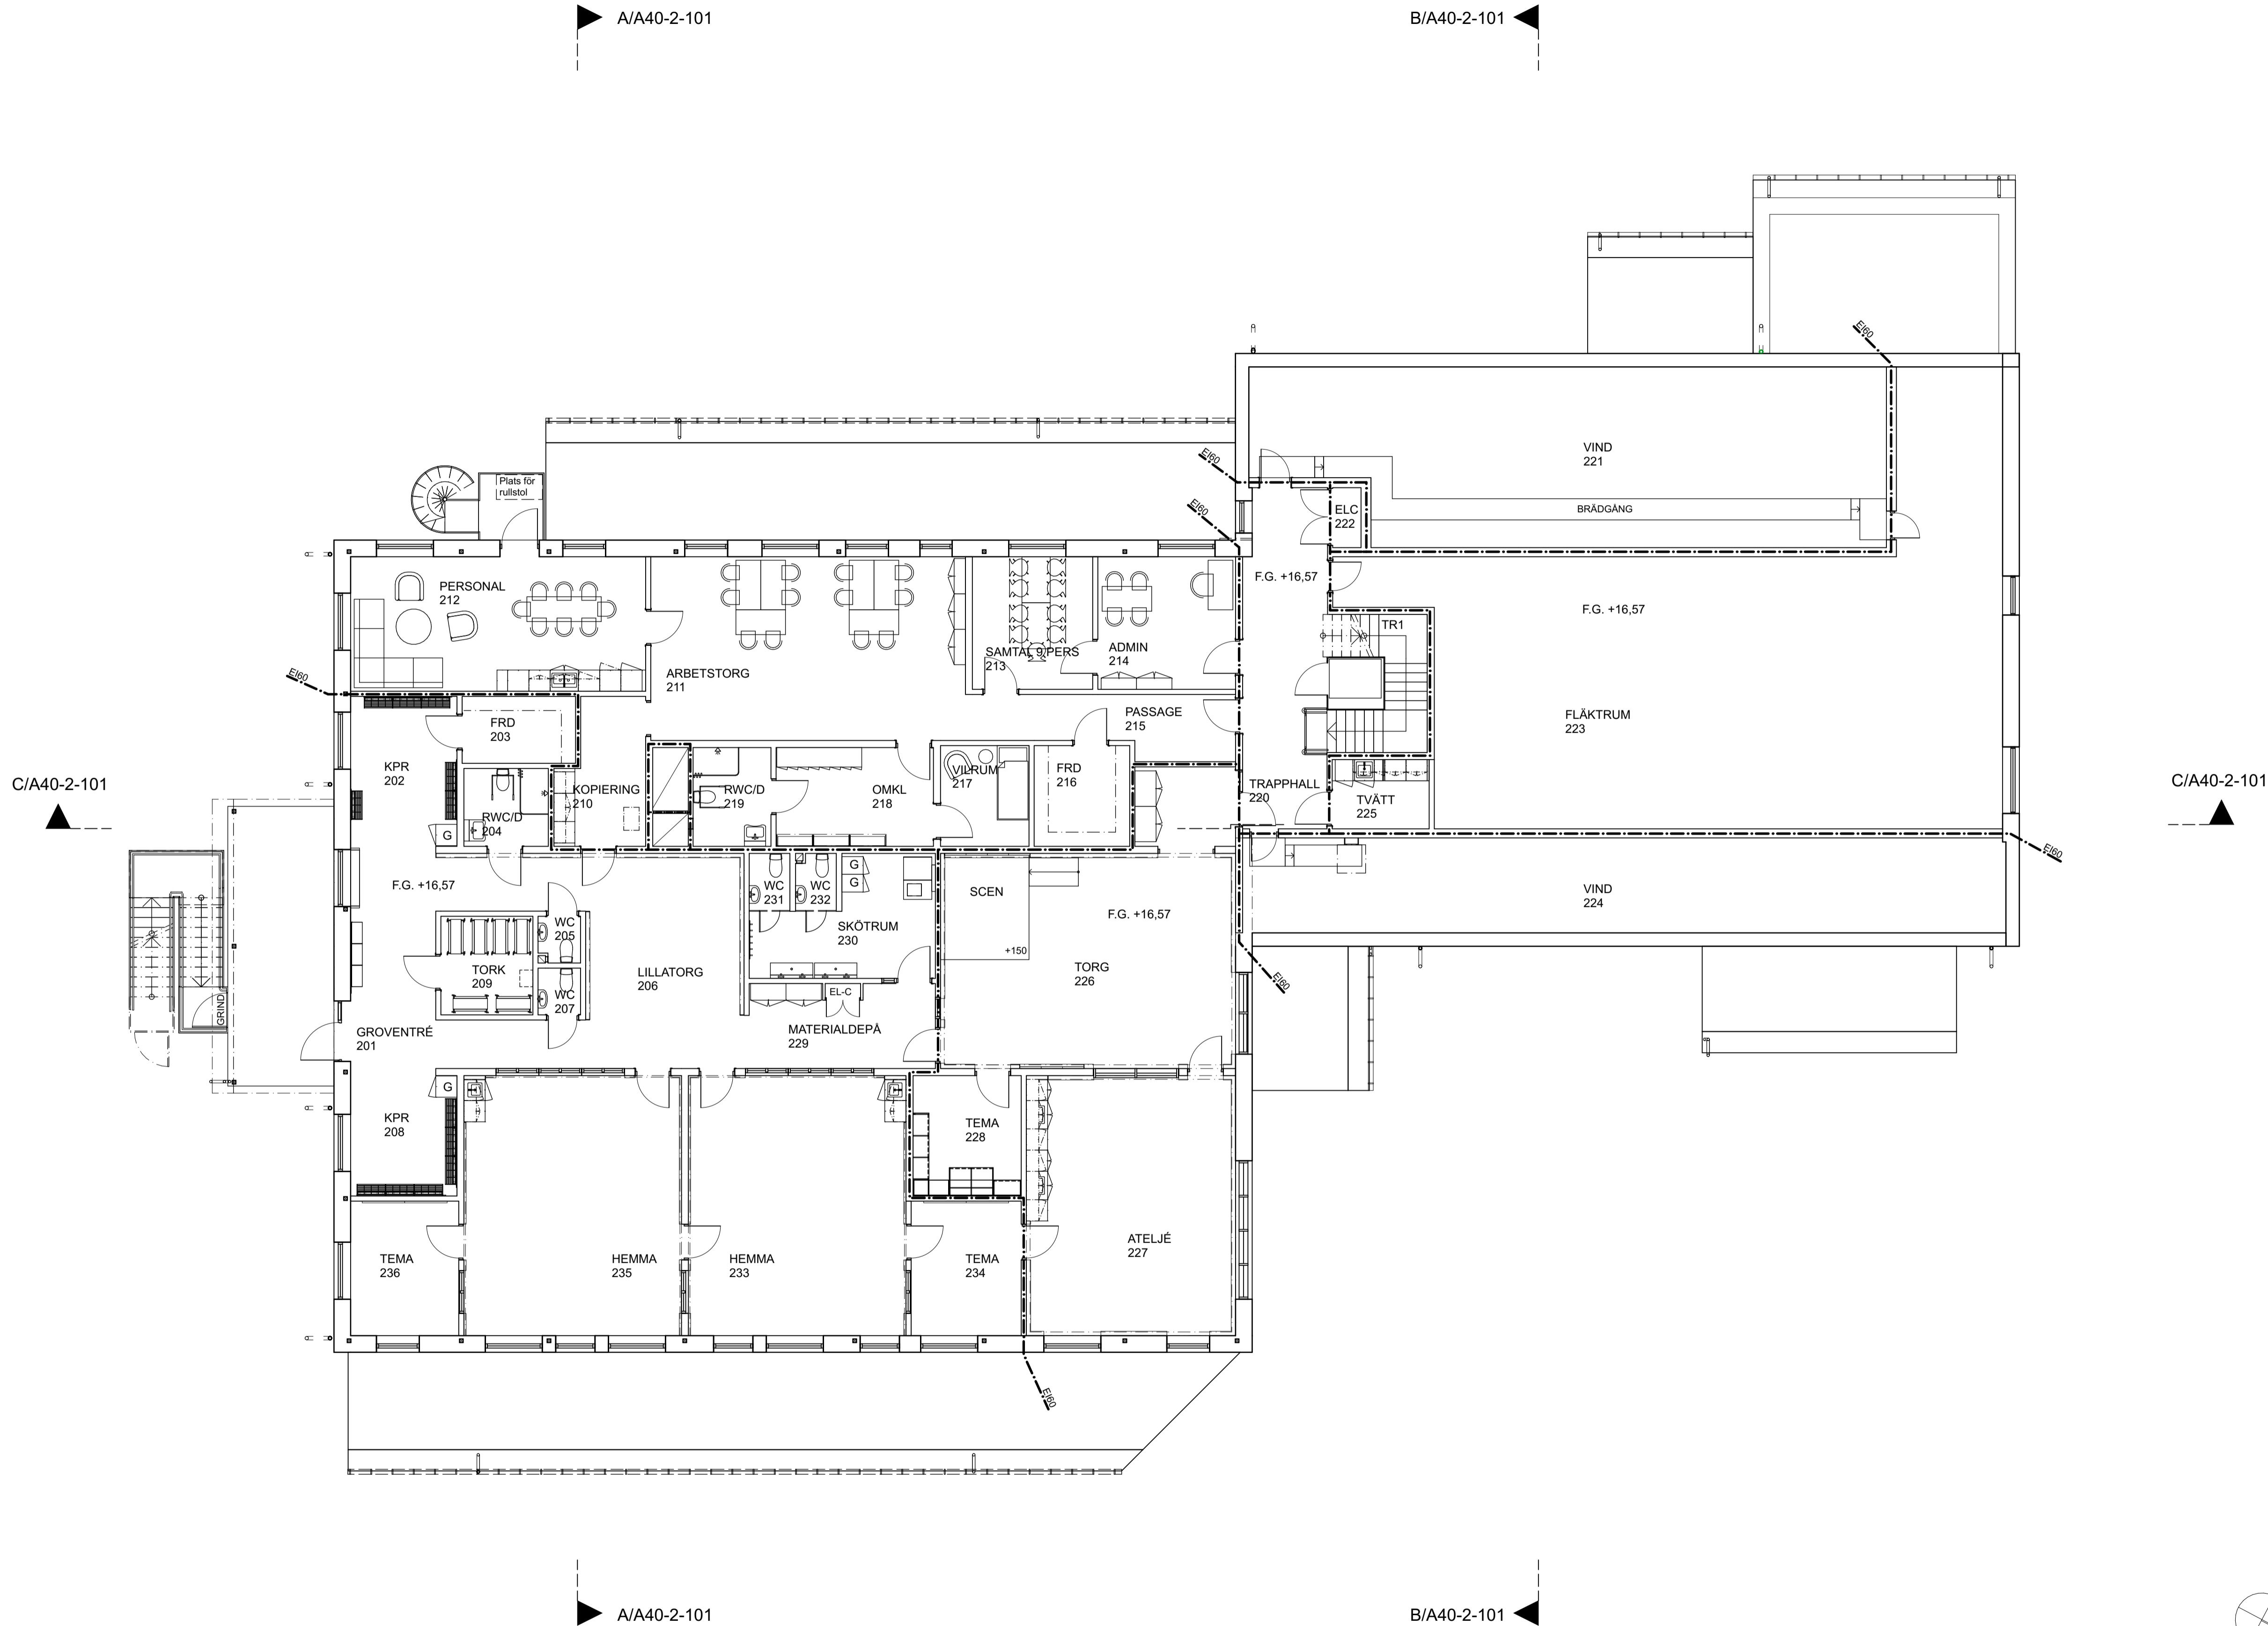 A/A40-2-101
B/A40-2-101
EI60
VIND
221
EI60
Plats för
rullstol
EI60
BRÄDGÅNG
ELC
222
F.G. +16,57
PERSONAL
212
F.G. +16,57
TR1
SAMTAL 9 PERS
213
ADMIN
214
ARBETSTORG
211
EI60
PASSAGE
215
FLÄKTRUM
223
FRD
203
KPR
202
VILRUM
217
FRD
216
C/A40-2-101
C/A40-2-101
KOPIERING
210
RWC/D
219
OMKL
218
TRAPPHALL
220
TVÄTT
225
RWC/D
204
G
EI60
G
G
F.G. +16,57
WC
231
WC
232
SCEN
VIND
224
F.G. +16,57
WC
205
SKÖTRUM
230
+150
TORK
209
LILLATORG
206
TORG
226
EI60
WC
207
EL-C
GRIND
GROVENTRÉ
201
MATERIALDEPÅ
229
G
KPR
208
TEMA
228
ATELJÉ
227
TEMA
236
HEMMA
235
HEMMA
233
TEMA
234
EI60
A/A40-2-101
B/A40-2-101